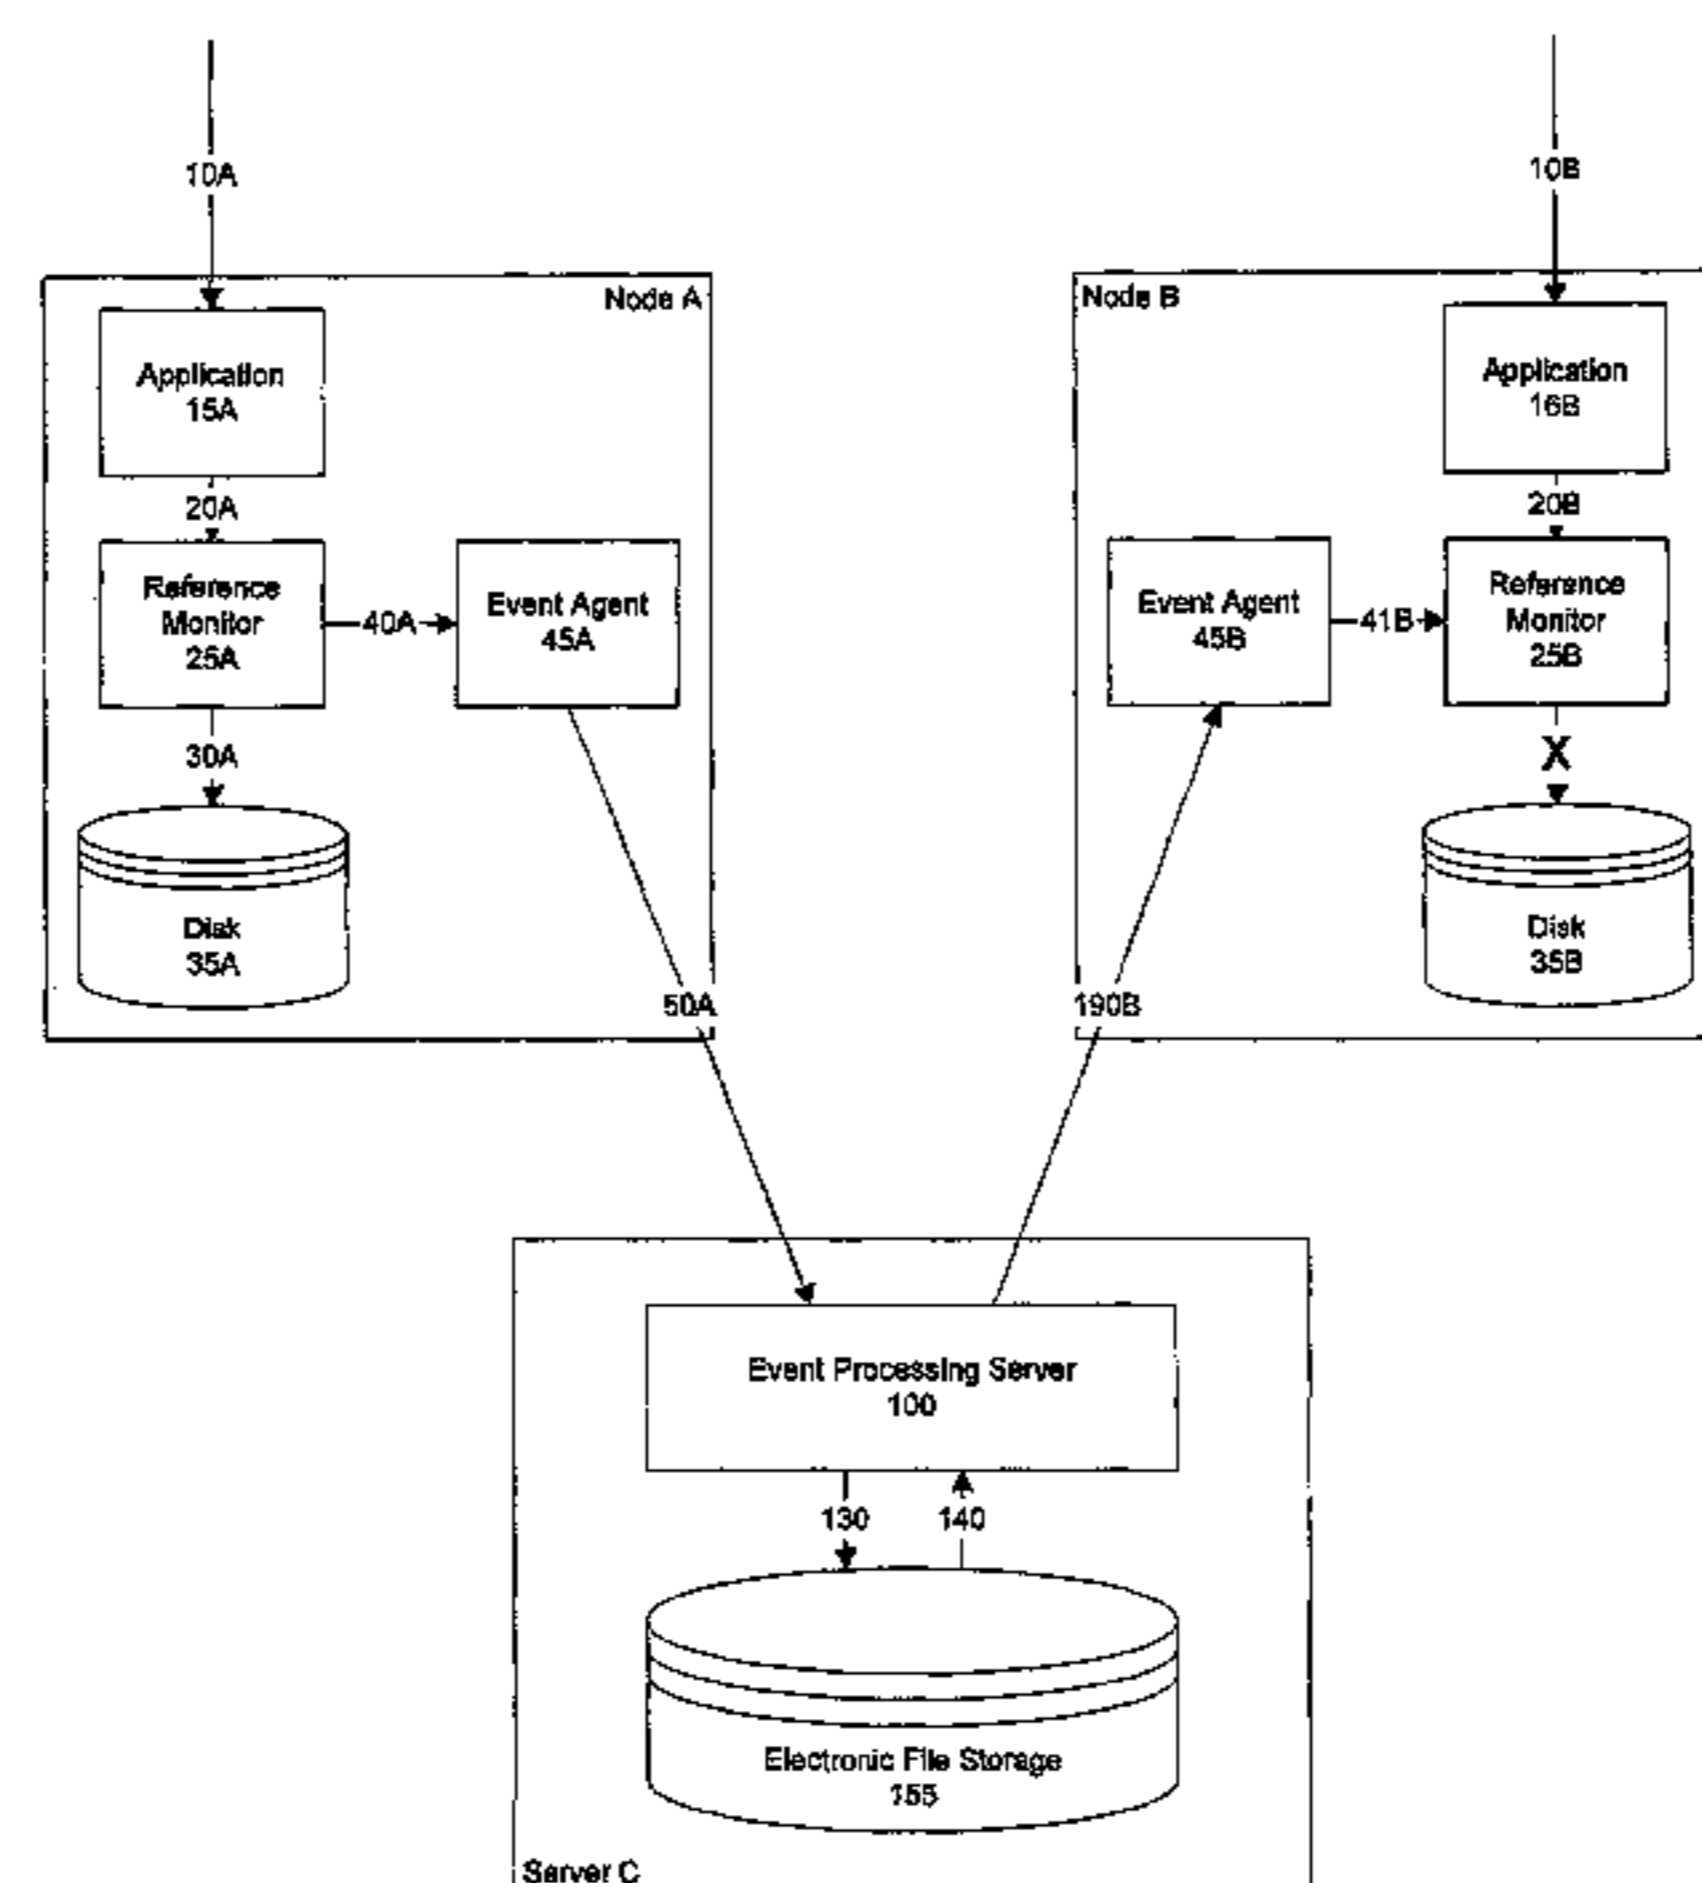 10A
10B
Node A
Node B
Application
15A
Application
16B
20A
20B
Reference
Monitor
25A
40A
Event Agent
45A
Event Agent
45B
41B
Reference
Monitor
25B
30A
X
Disk
35A
Disk
35B
50A
190B
Event Processing Server
100
130
140
Electronic File Storage
155
Server C